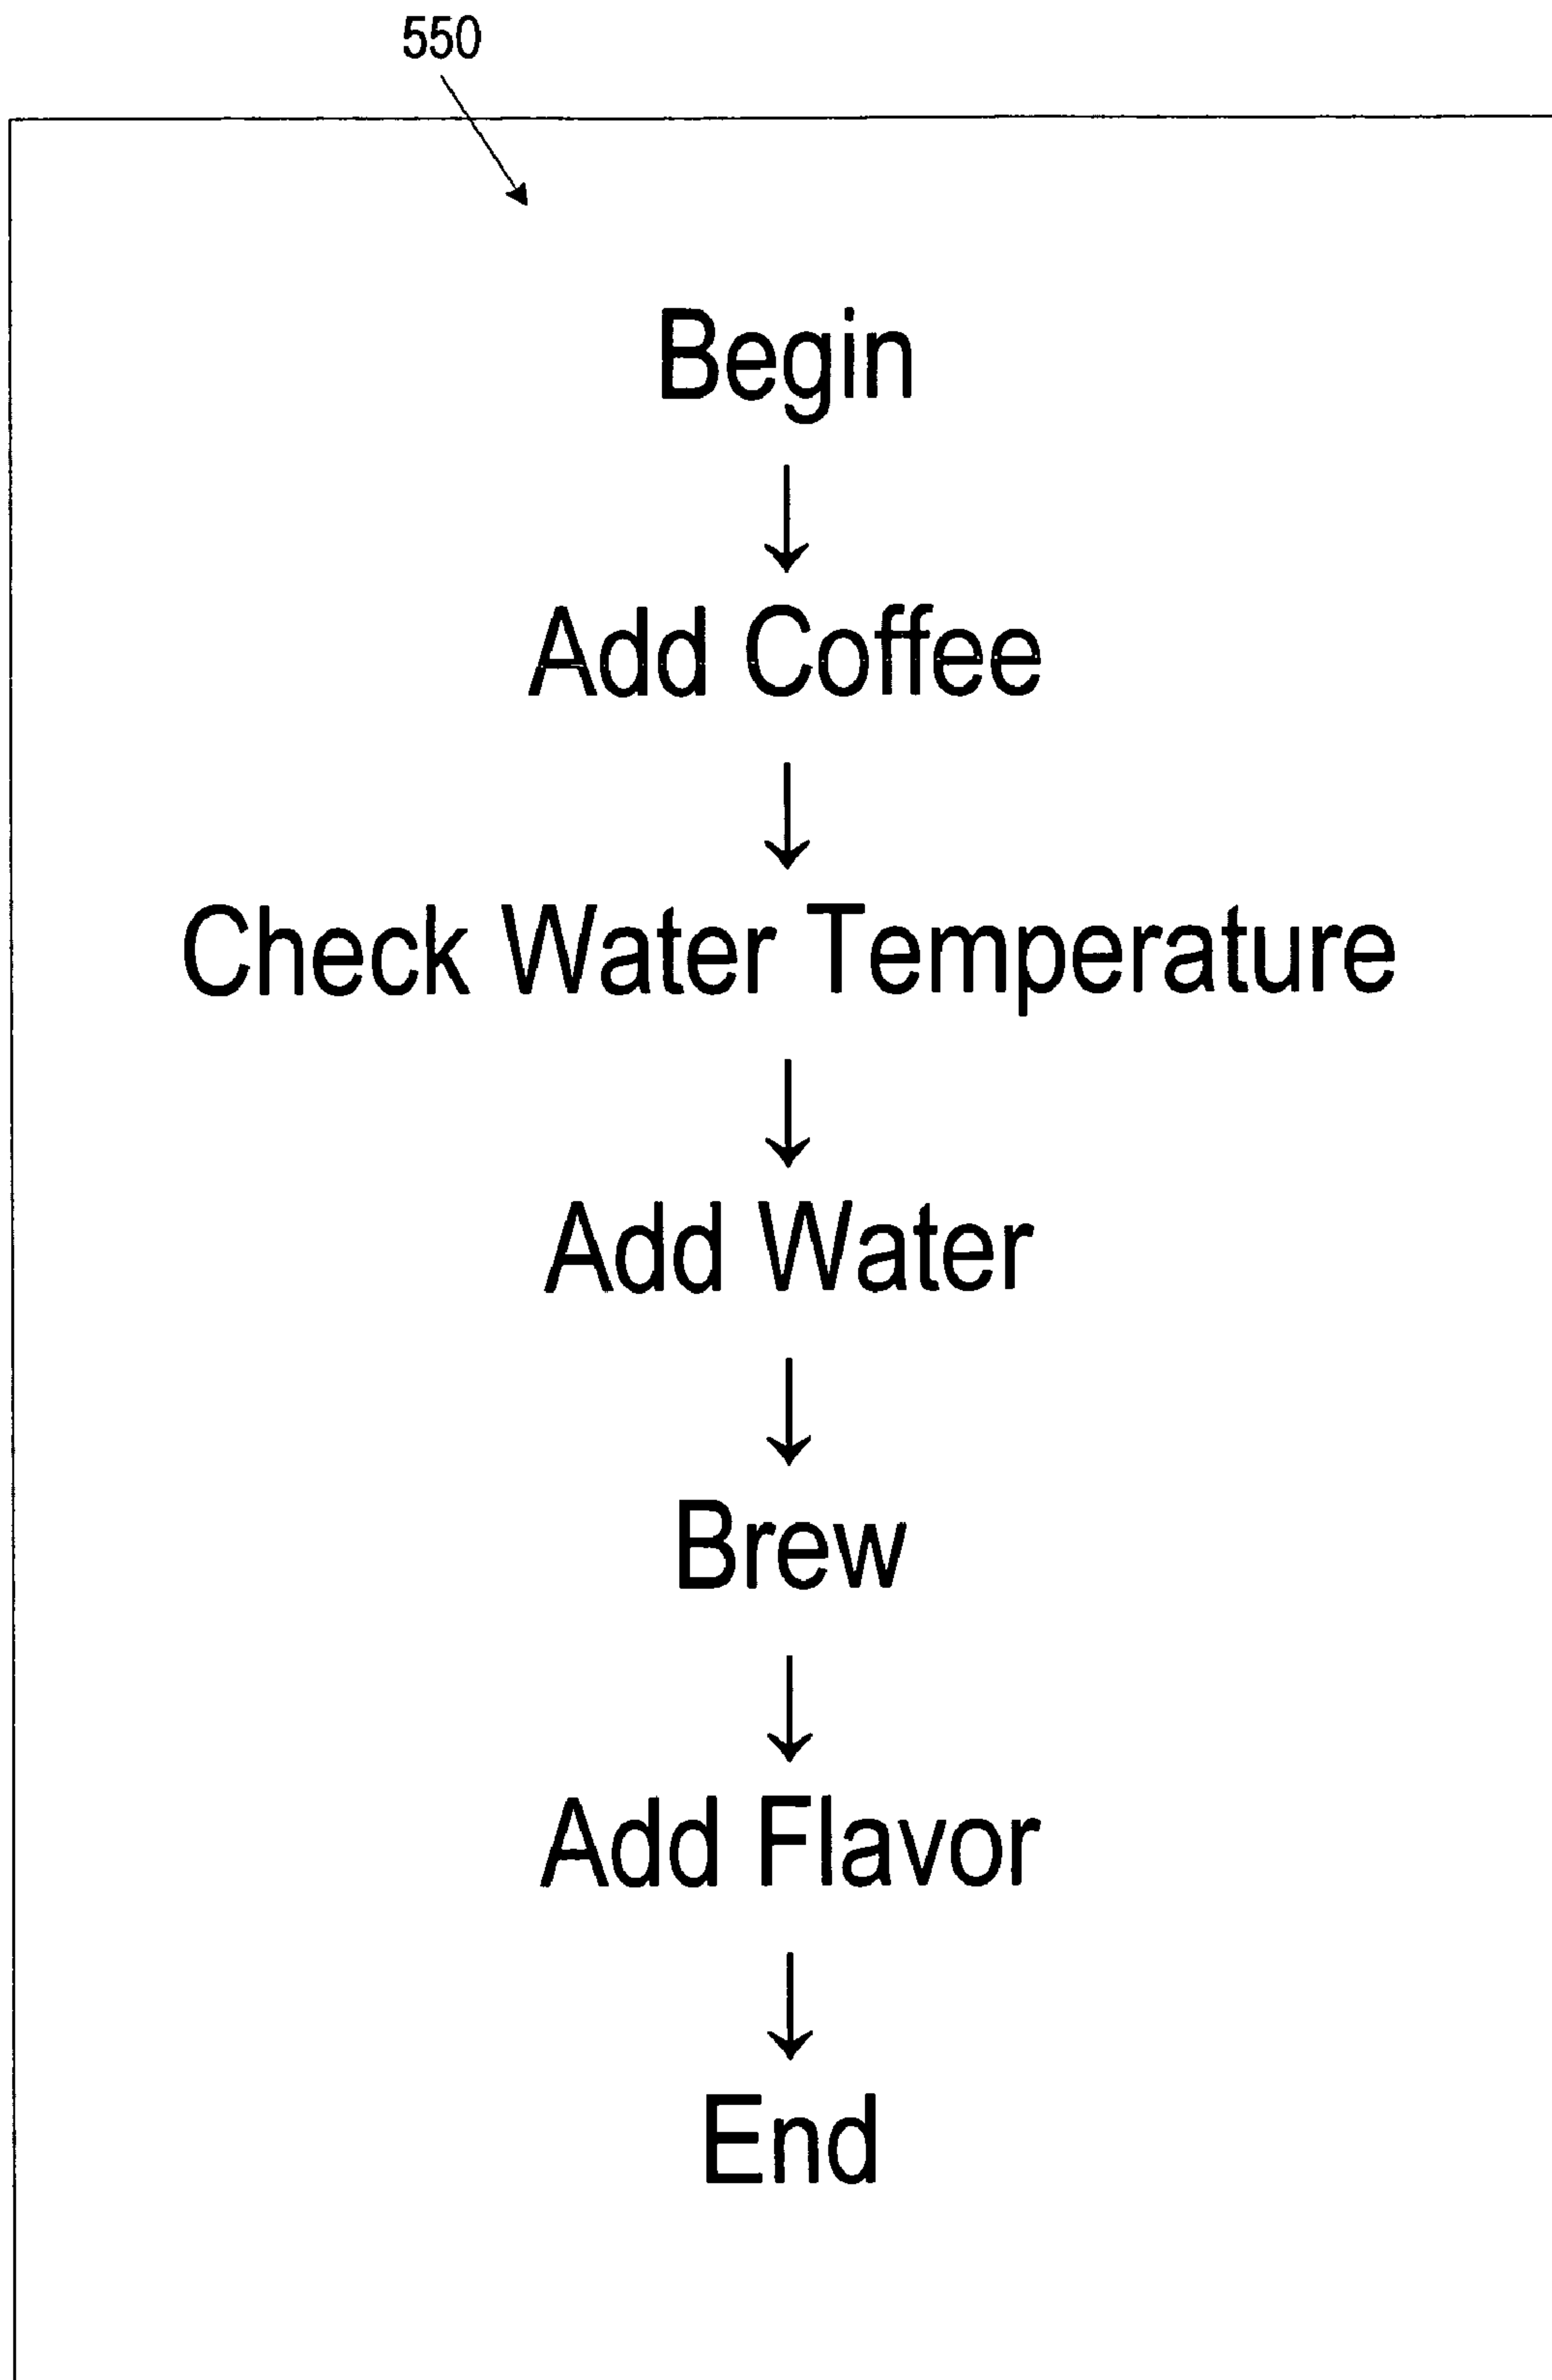 550
Begin
Add Coffee
Check Water Temperature
Add Water
Brew
Add Flavor
End